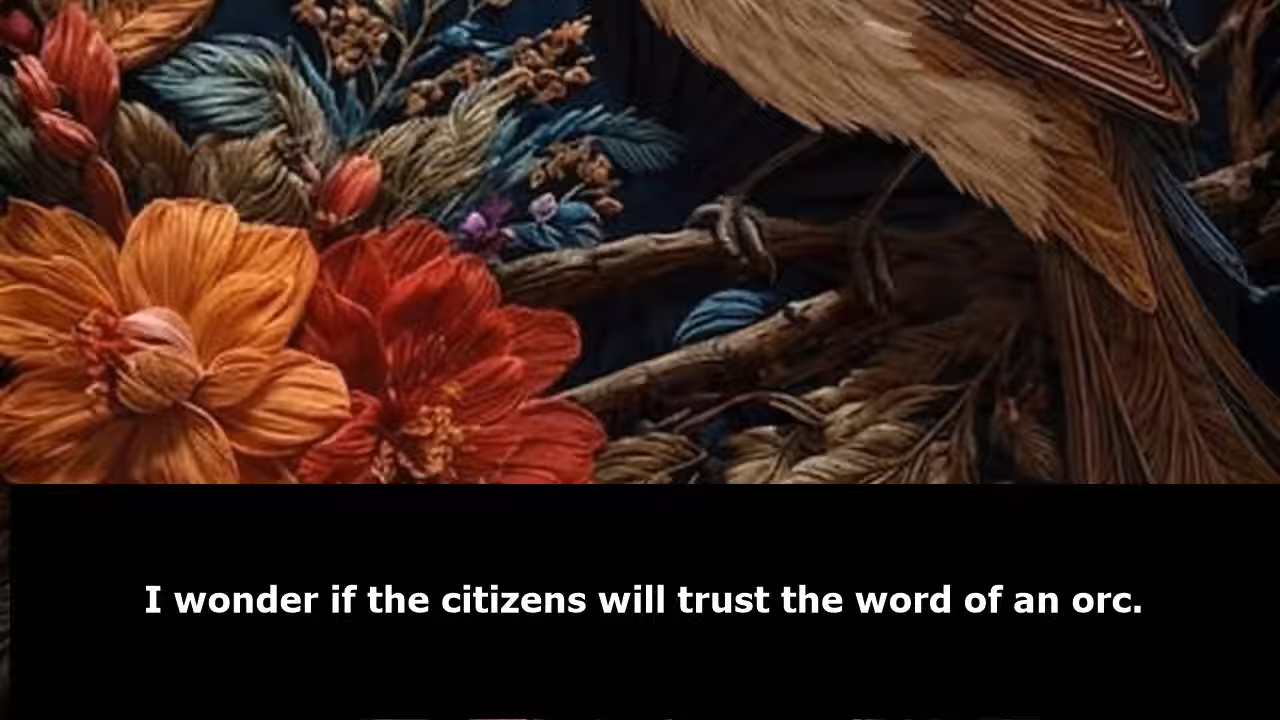 I wonder if the citizens will trust the word of an orc.